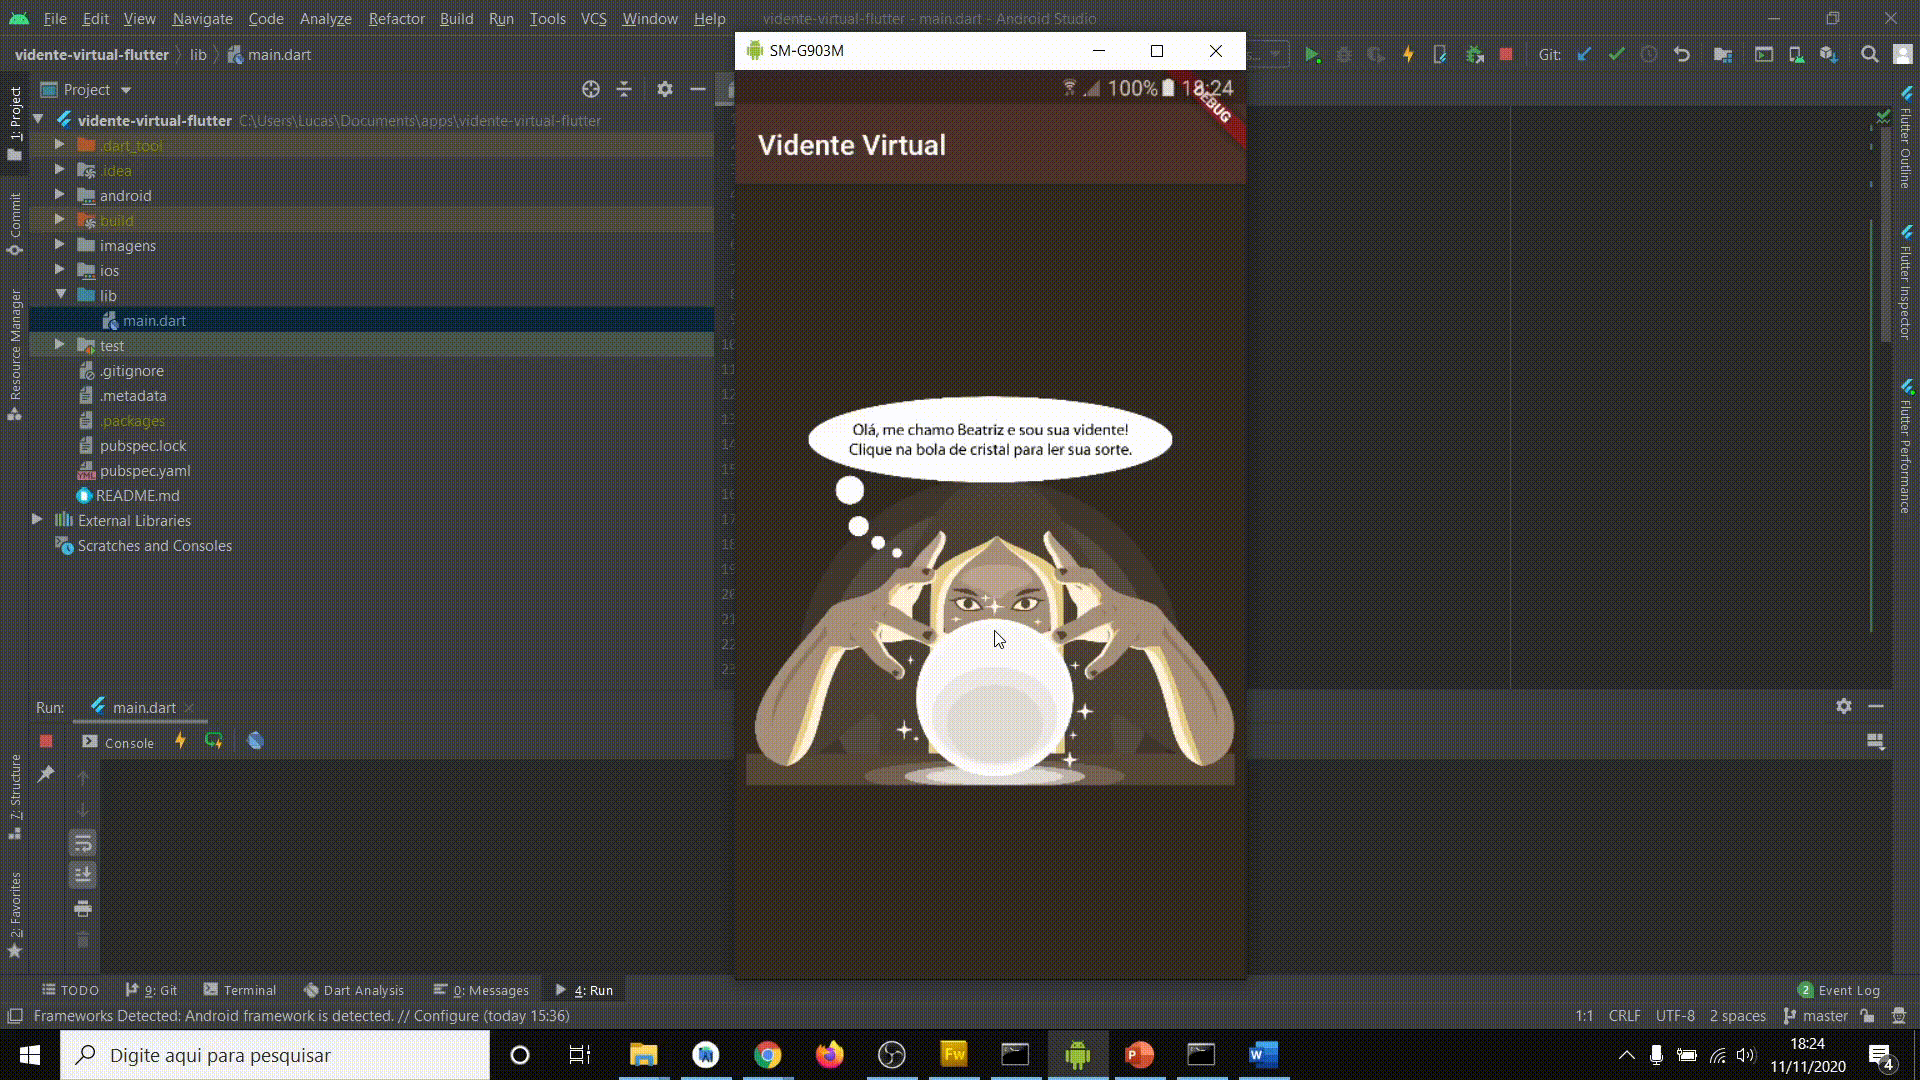 File Edit View Navigate Code Analyze Refactor Build Run Tools VCS Window Help
vidente-virtual-flutter - main.dart - Android Studio
vidente-virtual-flutter lib main.dart
Git:
Project
vidente-virtual-flutter C:\Users\Lucas\Documents\apps\vidente-virtual-flutter
.dart_tool
.idea
android
build
imagens
ios
lib
main.dart
test
.gitignore
.metadata
.packages
pubspec.lock
pubspec.yaml
README.md
External Libraries
Scratches and Consoles
1: Project
Commit
Resource Manager
7: Structure
2: Favorites
SM-G903M
100% 18:24
DEBUG
Vidente Virtual
Olá, me chamo Beatriz e sou sua vidente!
Clique na bola de cristal para ler sua sorte.
Flutter Outline
Flutter Inspector
Flutter Performance
Run: main.dart
Console
TODO 9: Git Terminal Dart Analysis 0: Messages 4: Run
2 Event Log
Frameworks Detected: Android framework is detected. // Configure (today 15:36)
1:1 CRLF UTF-8 2 spaces master
Digite aqui para pesquisar
18:24
11/11/2020
4